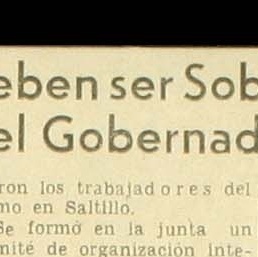 eben ser Sob
el Gobernad
ron los trabajadores del
mo en Saltillo.
Se formó en la junta un
mité de organización inte-